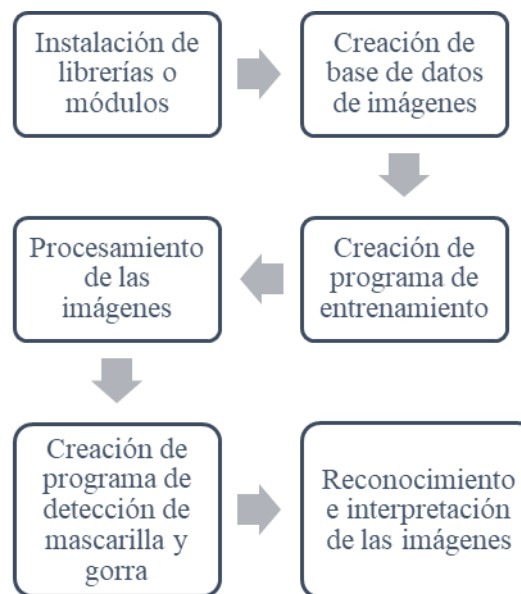 Instalación de
librerías o
módulos
Creación de
base de datos
de imágenes
Creación de
programa de
entrenamiento
Procesamiento
de las
imágenes
Creación de
programa de
detección de
mascarilla y
gorra
Reconocimiento
e interpretación
de las imágenes